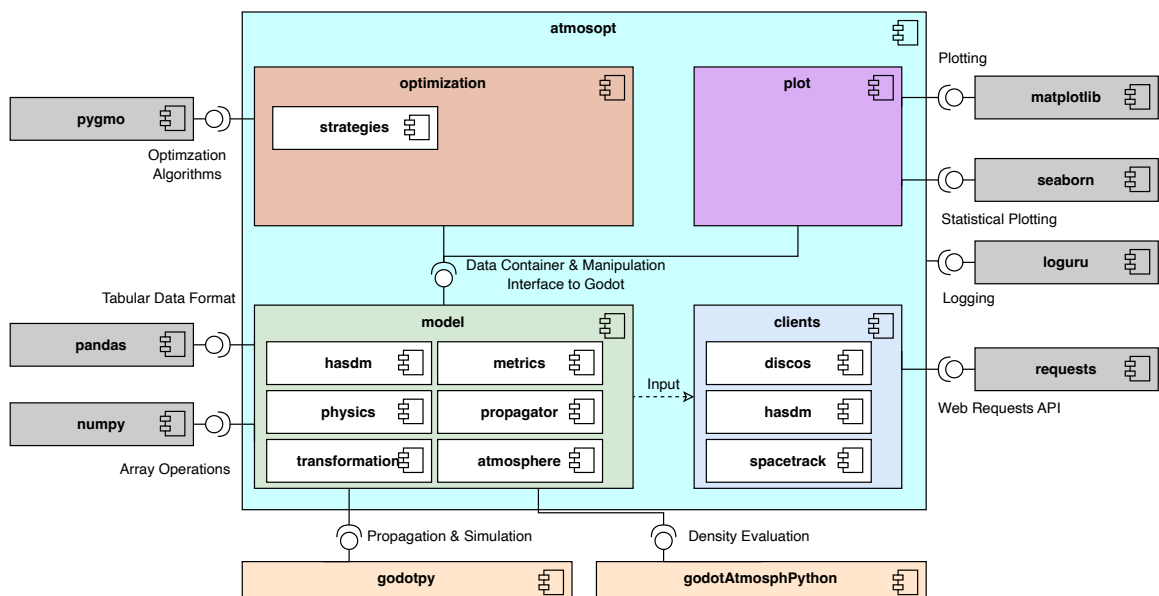 atmosopt
optimization
plot
strategies
pygmo
Optimzation
Algorithms
Plotting
matplotlib
seaborn
Statistical Plotting
loguru
Logging
Data Container & Manipulation
Interface to Godot
Tabular Data Format
pandas
numpy
Array Operations
model
hasdm
metrics
physics
propagator
transformation
atmosphere
Input
clients
discos
hasdm
spacetrack
requests
Web Requests API
Propagation & Simulation
Density Evaluation
godotpy
godotAtmosphPython